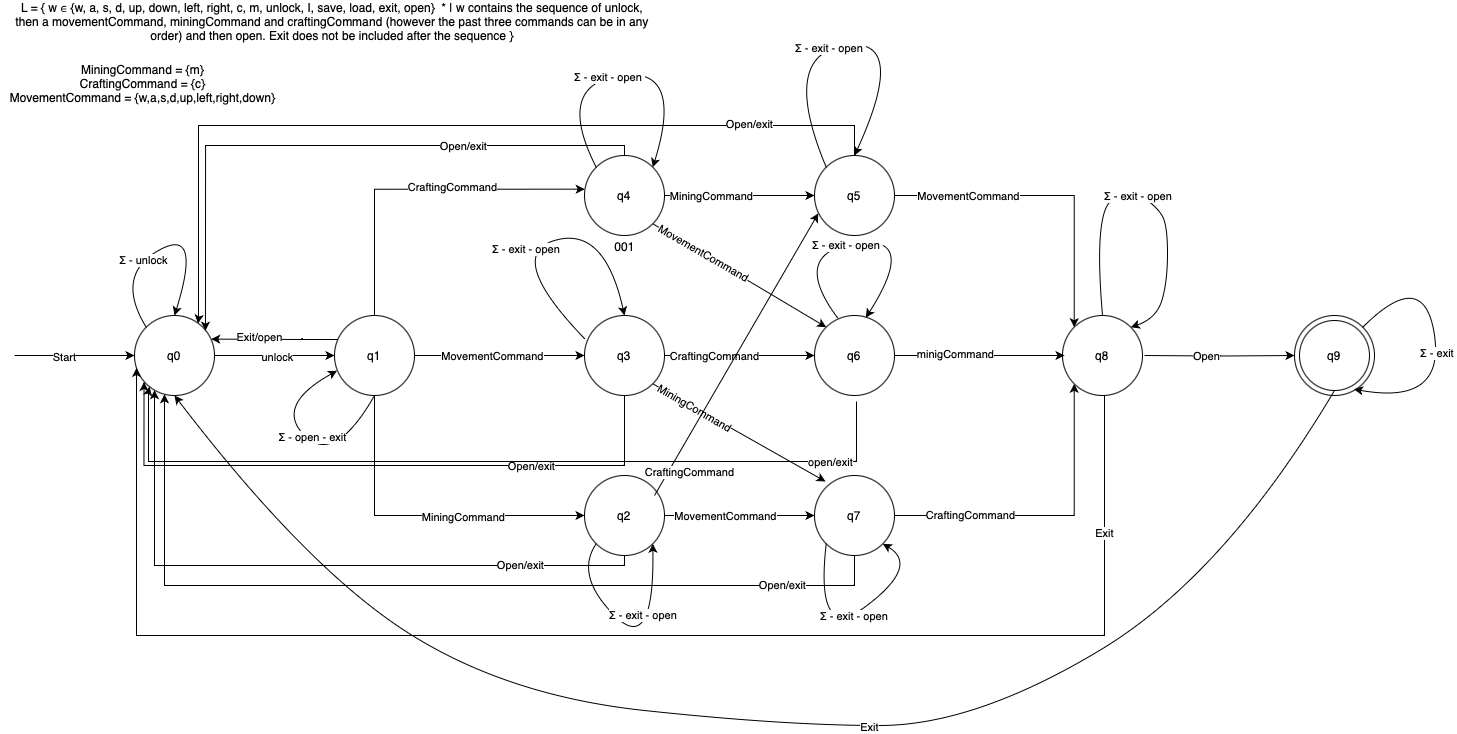 L = { w ∈ {w, a, s, d, up, down, left, right, c, m, unlock, l, save, load, exit, open} * I w contains the sequence of unlock,
then a movementCommand, miningCommand and craftingCommand (however the past three commands can be in any
order) and then open. Exit does not be included after the sequence }
MiningCommand = {m}
CraftingCommand = {c}
MovementCommand = {w,a,s,d,up,left,right,down}
Σ - exit - open
Σ - exit - open
Open/exit
Open/exit
CraftingCommand
q4
MiningCommand
q5
MovementCommand
Σ - exit - open
001
MovementCommand
Σ - exit - open
Σ - exit - open
Σ - unlock
Start
q0
Exit/open
unlock
q1
MovementCommand
q3
CraftingCommand
q6
minigCommand
q8
Open
q9
Σ - exit
MiningCommand
Σ - open - exit
Open/exit
open/exit
CraftingCommand
MiningCommand
q2
MovementCommand
q7
CraftingCommand
Exit
Open/exit
Open/exit
Σ - exit - open
Σ - exit - open
Exit